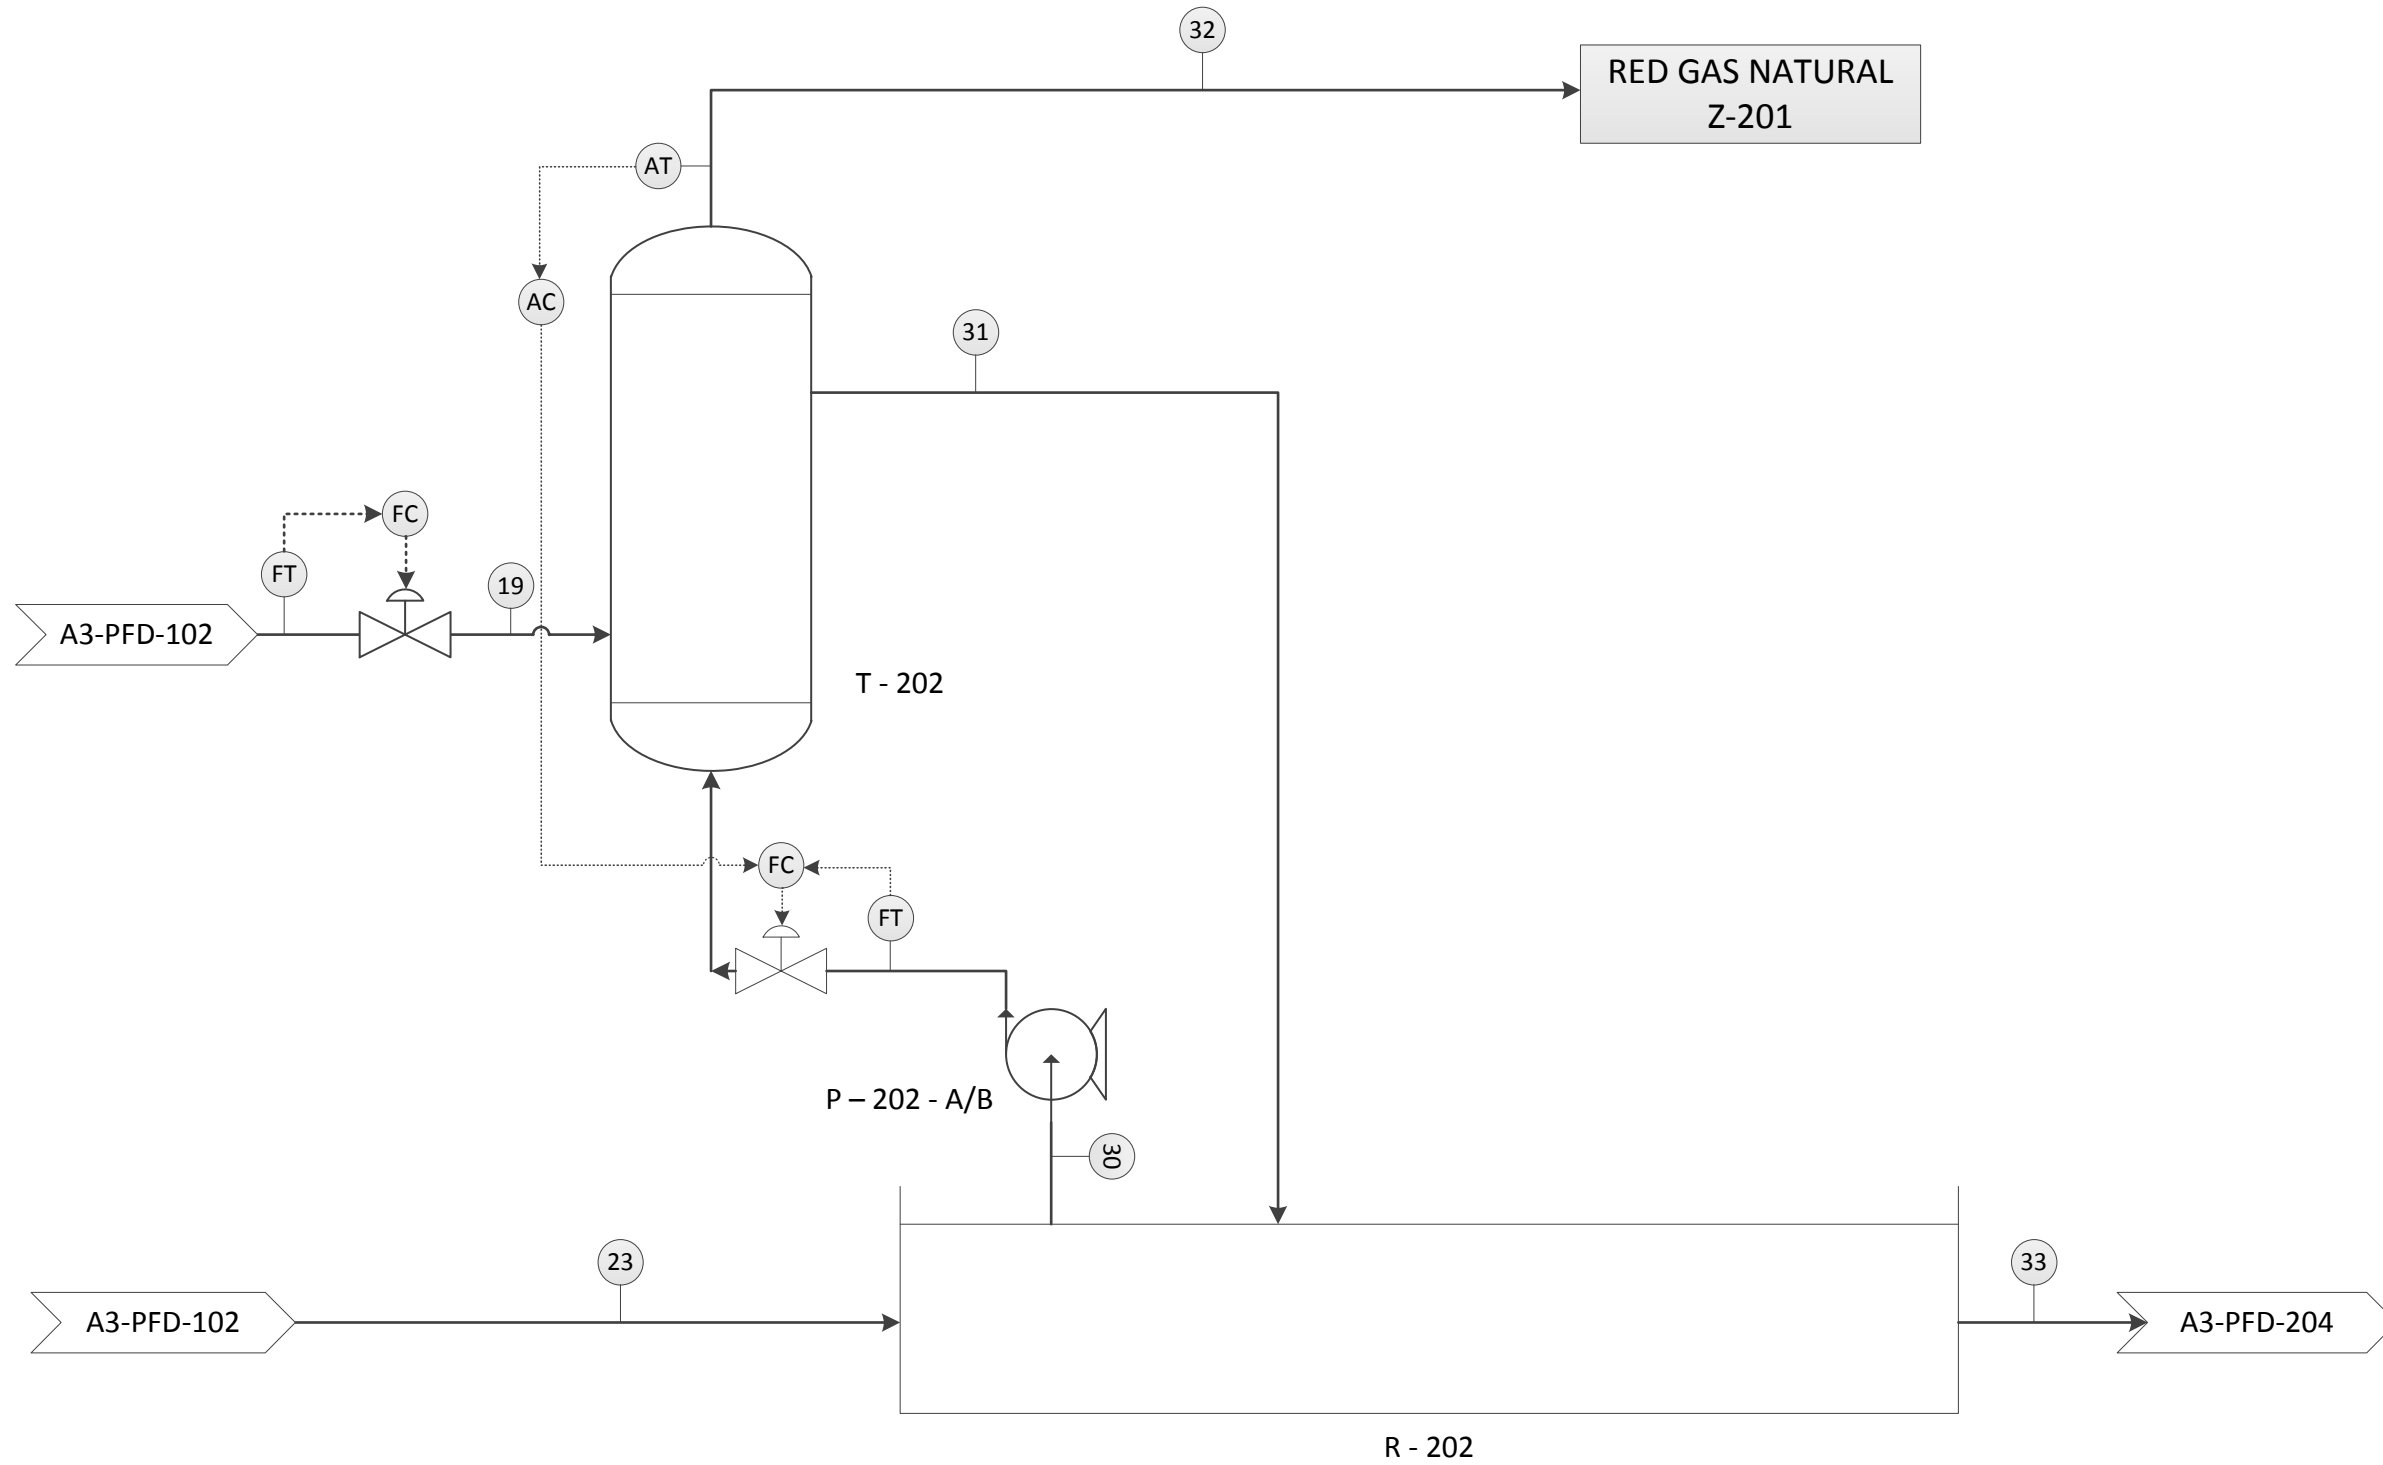 32
RED GAS NATURAL
Z-201
AT
AC
31
FC
FT
19
A3-PFD-102
T - 202
FC
FT
P – 202 - A/B
30
23
33
A3-PFD-102
A3-PFD-204
R - 202